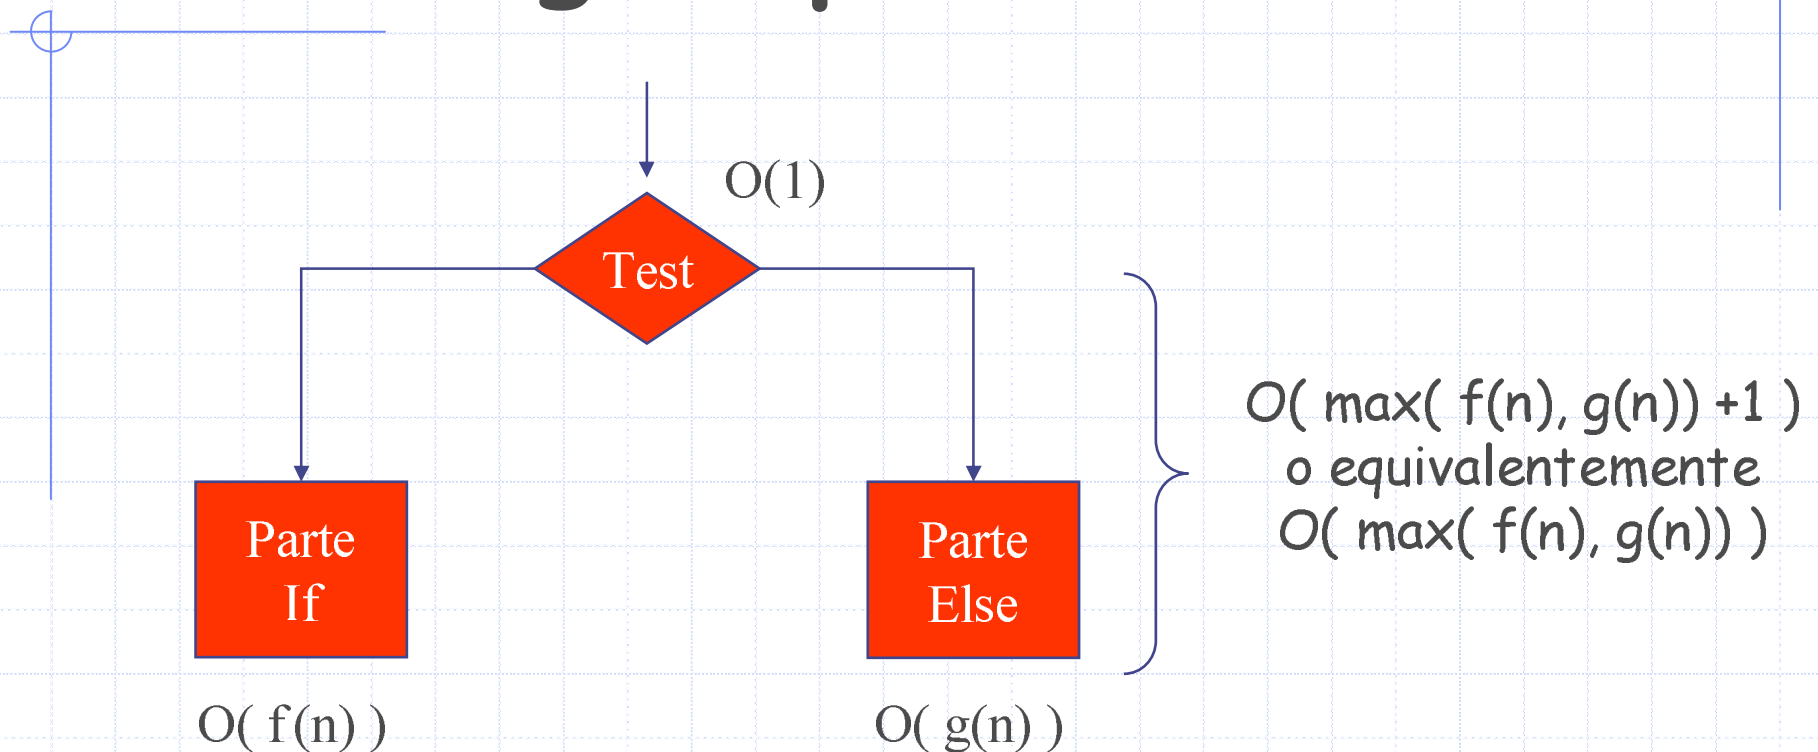 O(1)
Test
Parte
If
Parte
Else
O( max( f(n), g(n)) +1 )
o equivalentemente
O( max( f(n), g(n)) )
O( f(n) )
O( g(n) )